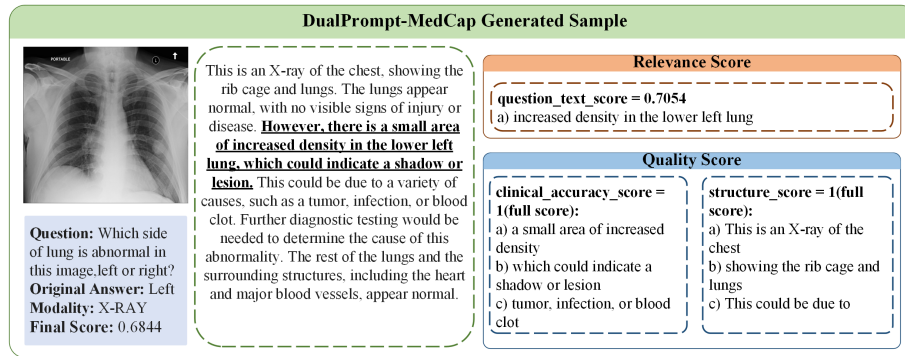 DualPrompt-MedCap Generated Sample
PORTABLE
L
Question: Which side
of lung is abnormal in
this image,left or right?
Original Answer: Left
Modality: X-RAY
Final Score: 0.6844
This is an X-ray of the chest, showing the
rib cage and lungs. The lungs appear
normal, with no visible signs of injury or
disease. However, there is a small area
of increased density in the lower left
lung, which could indicate a shadow or
lesion. This could be due to a variety of
causes, such as a tumor, infection, or blood
clot. Further diagnostic testing would be
needed to determine the cause of this
abnormality. The rest of the lungs and the
surrounding structures, including the heart
and major blood vessels, appear normal.
Relevance Score
question_text_score = 0.7054
a) increased density in the lower left lung
Quality Score
clinical_accuracy_score =
1(full score):
a) a small area of increased
density
b) which could indicate a
shadow or lesion
c) tumor, infection, or blood
clot
structure_score = 1(full
score):
a) This is an X-ray of the
chest
b) showing the rib cage and
lungs
c) This could be due to